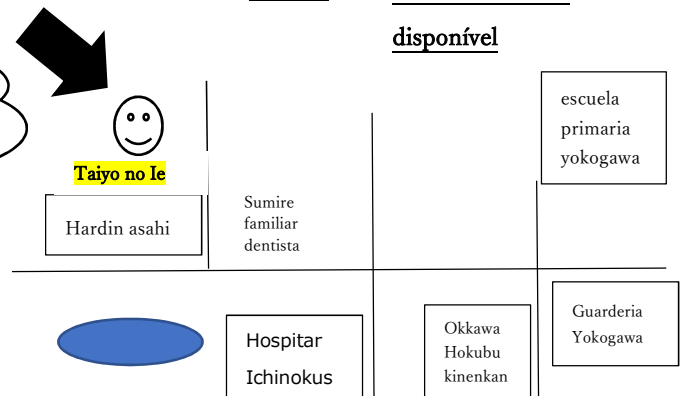 disponível
escuela
primaria
yokogawa
Taiyo no Ie
Hardin asahi
Sumire
familiar
dentista
Hospitar
Ichinokus
Okkawa
Hokubu
kinenkan
Guarderia
Yokogawa